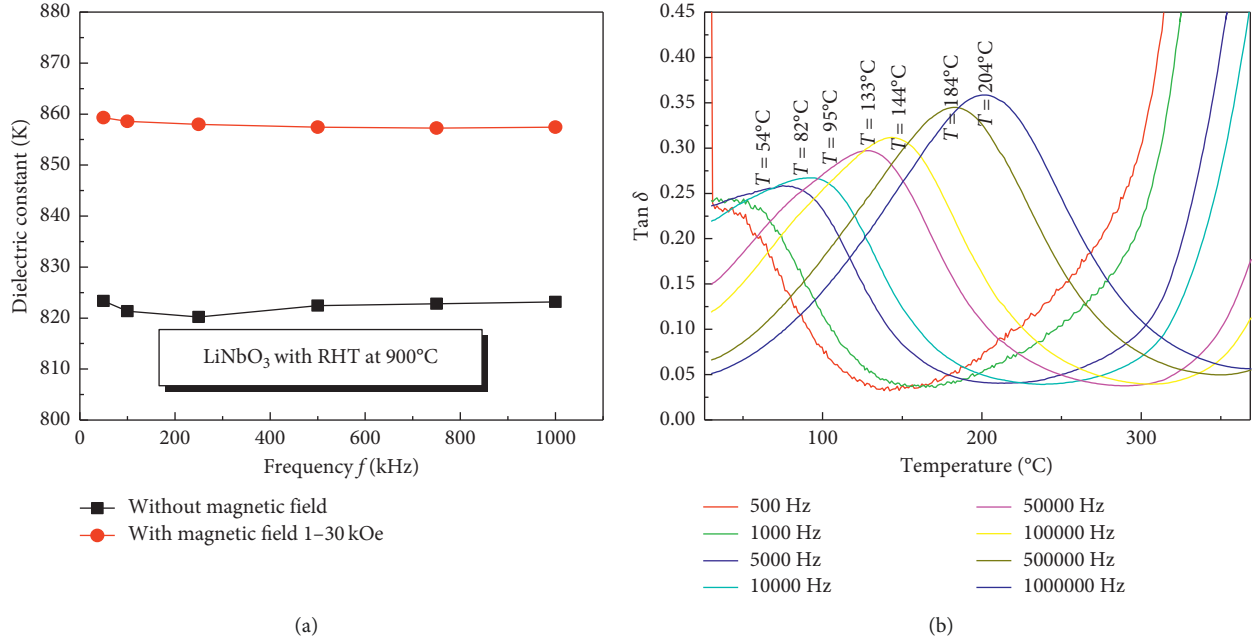 880
870
860
850
840
830
820
810
800
Dielectric constant (K)
LiNbO3 with RHT at 900°C
0 200 400 600 800 1000
Frequency f (kHz)
Without magnetic field
With magnetic field 1–30 kOe
(a)
0.45
0.40
0.35
0.30
0.25
0.20
0.15
0.10
0.05
0.00
Tan δ
T = 54°C
T = 82°C
T = 95°C
T = 133°C
T = 144°C
T = 184°C
T = 204°C
100 200 300
Temperature (°C)
500 Hz
1000 Hz
5000 Hz
10000 Hz
50000 Hz
100000 Hz
500000 Hz
1000000 Hz
(b)